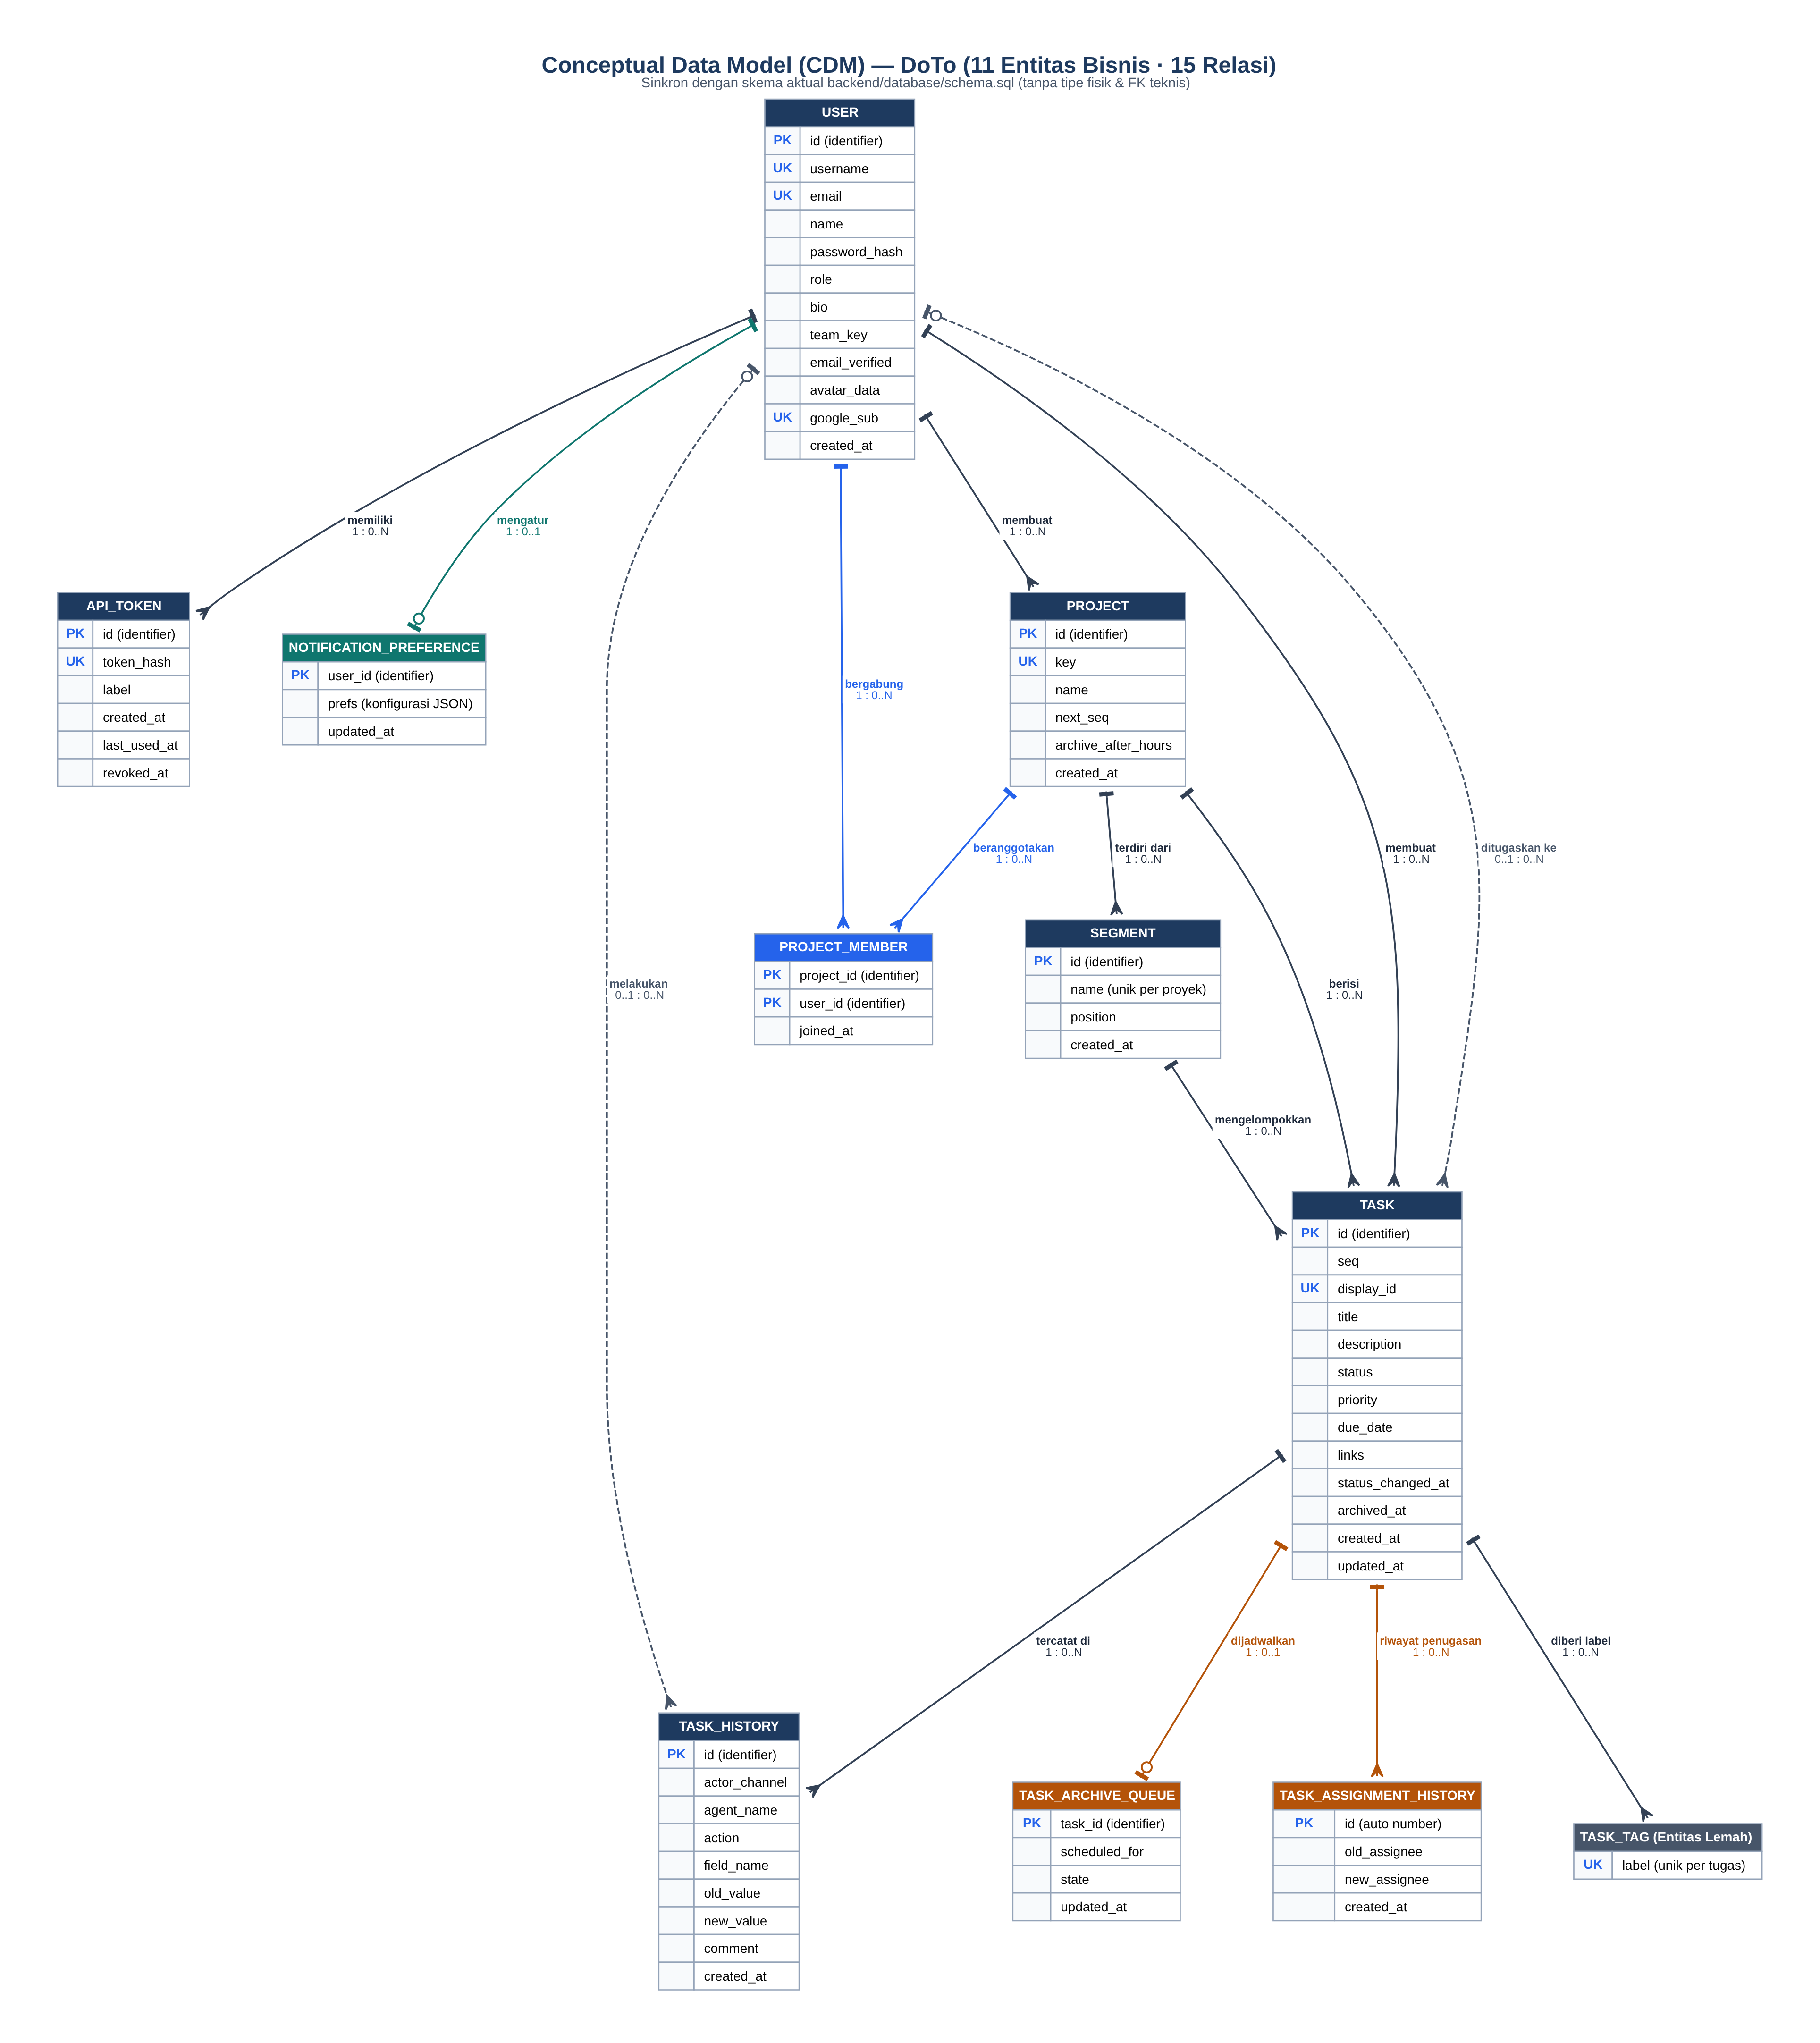 Conceptual Data Model (CDM) — DoTo (11 Entitas Bisnis · 15 Relasi)
Sinkron dengan skema aktual backend/database/schema.sql (tanpa tipe fisik & FK teknis)
USER
PK id (identifier)
UK username
UK email
name
password_hash
role
bio
team_key
email_verified
avatar_data
UK google_sub
created_at
memiliki
1 : 0..N
mengatur
1 : 0..1
membuat
1 : 0..N
API_TOKEN
PK id (identifier)
UK token_hash
label
created_at
last_used_at
revoked_at
NOTIFICATION_PREFERENCE
PK user_id (identifier)
prefs (konfigurasi JSON)
updated_at
bergabung
1 : 0..N
PROJECT
PK id (identifier)
UK key
name
next_seq
archive_after_hours
created_at
beranggotakan
1 : 0..N
terdiri dari
1 : 0..N
membuat
1 : 0..N
ditugaskan ke
0..1 : 0..N
melakukan
0..1 : 0..N
PROJECT_MEMBER
PK project_id (identifier)
PK user_id (identifier)
joined_at
SEGMENT
PK id (identifier)
name (unik per proyek)
position
created_at
berisi
1 : 0..N
mengelompokkan
1 : 0..N
TASK
PK id (identifier)
seq
UK display_id
title
description
status
priority
due_date
links
status_changed_at
archived_at
created_at
updated_at
tercatat di
1 : 0..N
dijadwalkan
1 : 0..1
riwayat penugasan
1 : 0..N
diberi label
1 : 0..N
TASK_HISTORY
PK id (identifier)
actor_channel
agent_name
action
field_name
old_value
new_value
comment
created_at
TASK_ARCHIVE_QUEUE
PK task_id (identifier)
scheduled_for
state
updated_at
TASK_ASSIGNMENT_HISTORY
PK id (auto number)
old_assignee
new_assignee
created_at
TASK_TAG (Entitas Lemah)
UK label (unik per tugas)